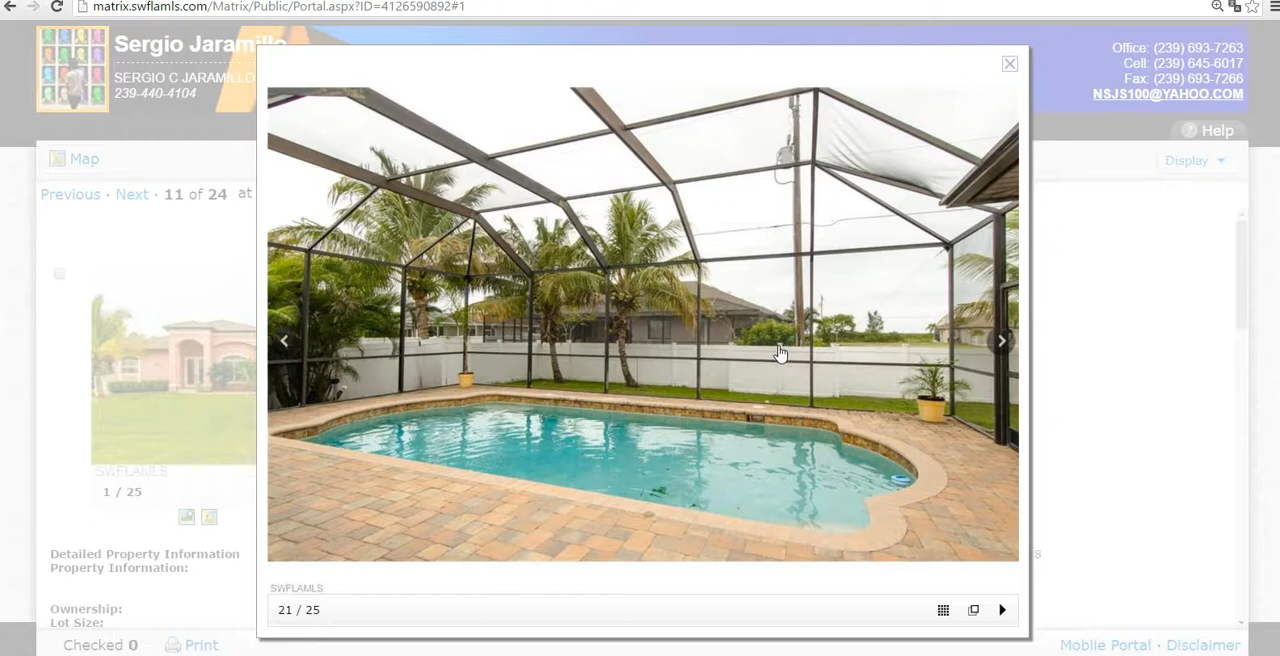 matrix.swflamls.com/Matrix/Public/Portal.aspx?ID=4126590892#1
Sergio Jaramillo
SERGIO C JARAMILLO
239-440-4104
Office: (239) 693-7263
Cell: (239) 645-6017
Fax: (239) 693-7266
NSJS100@YAHOO.COM
? Help
Map
Display
Previous · Next · 11 of 24 at
SWFLAMLS
1 / 25
Detailed Property Information
Property Information:
Ownership:
Lot Size:
8
SWFLAMLS
21 / 25
Checked 0
Print
Mobile Portal · Disclaimer